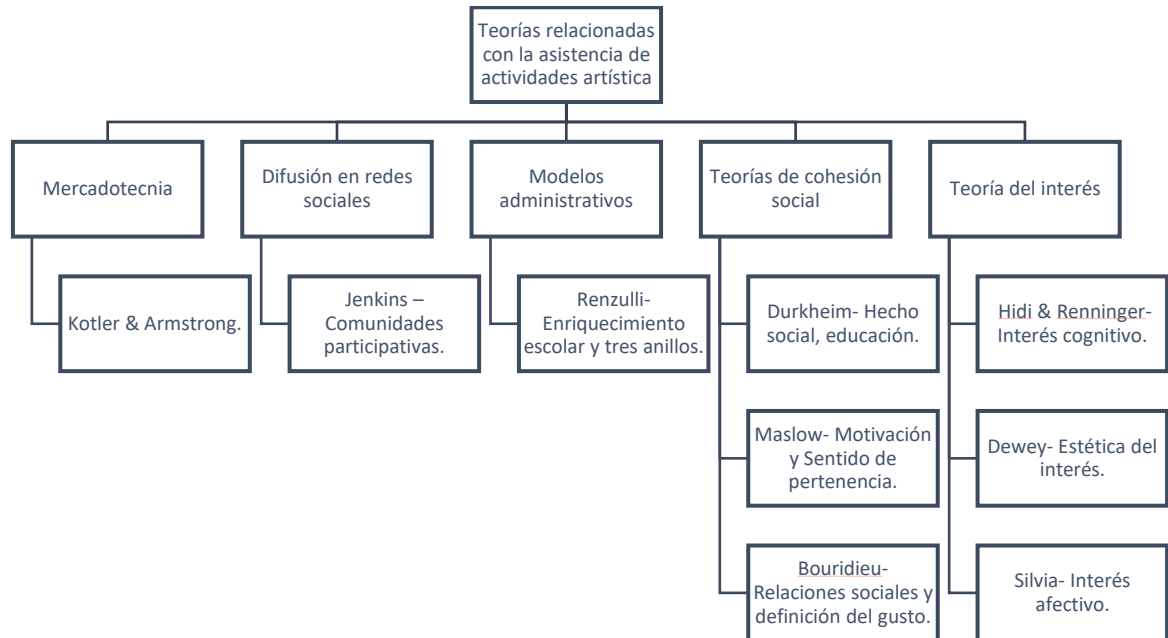 Teorías relacionadas
con la asistencia de
actividades artística
Mercadotecnia
Difusión en redes
sociales
Modelos
administrativos
Teorías de cohesión
social
Teoría del interés
Kotler & Armstrong.
Jenkins –
Comunidades
participativas.
Renzulli-
Enriquecimiento
escolar y tres anillos.
Durkheim- Hecho
social, educación.
Maslow- Motivación
y Sentido de
pertenencia.
Bouridieu-
Relaciones sociales y
definición del gusto.
Hidi & Renninger-
Interés cognitivo.
Dewey- Estética del
interés.
Silvia- Interés
afectivo.